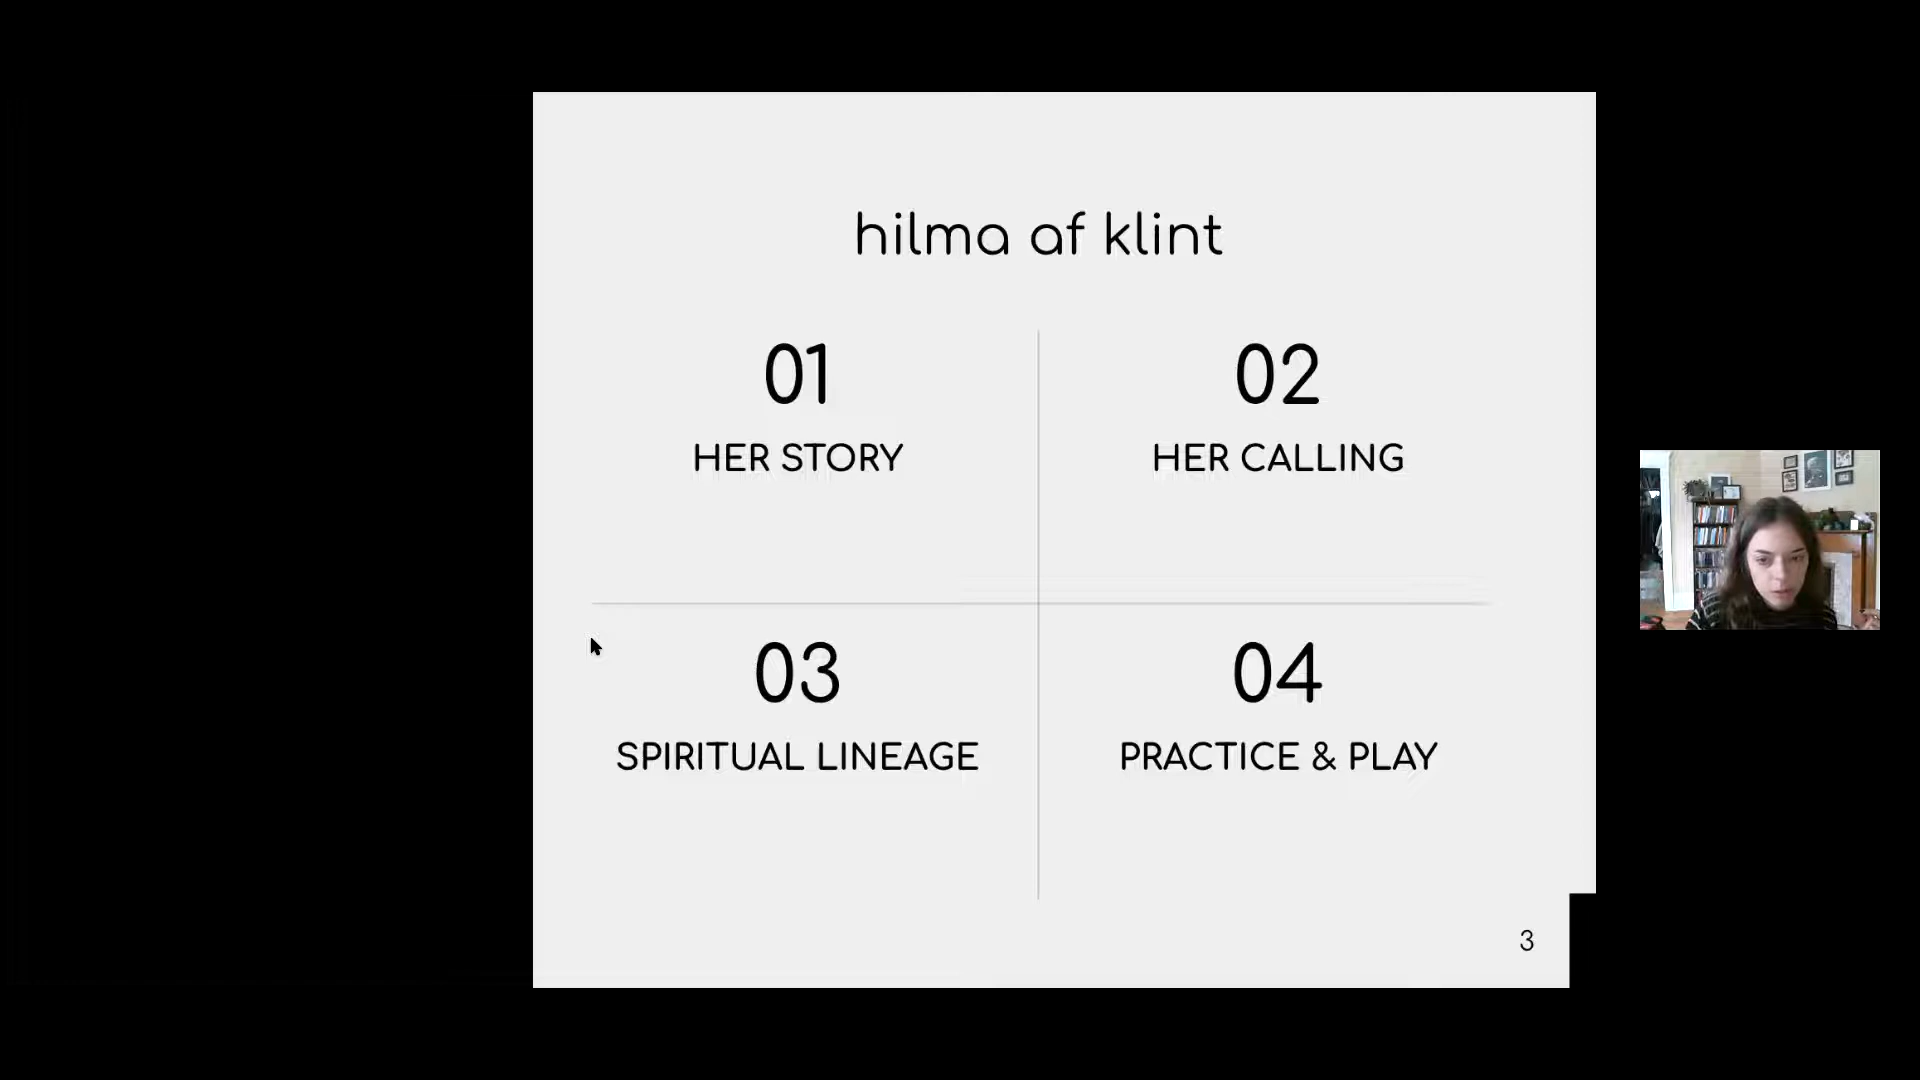 hilma af klint
01
HER STORY
02
HER CALLING
03
SPIRITUAL LINEAGE
04
PRACTICE & PLAY
3